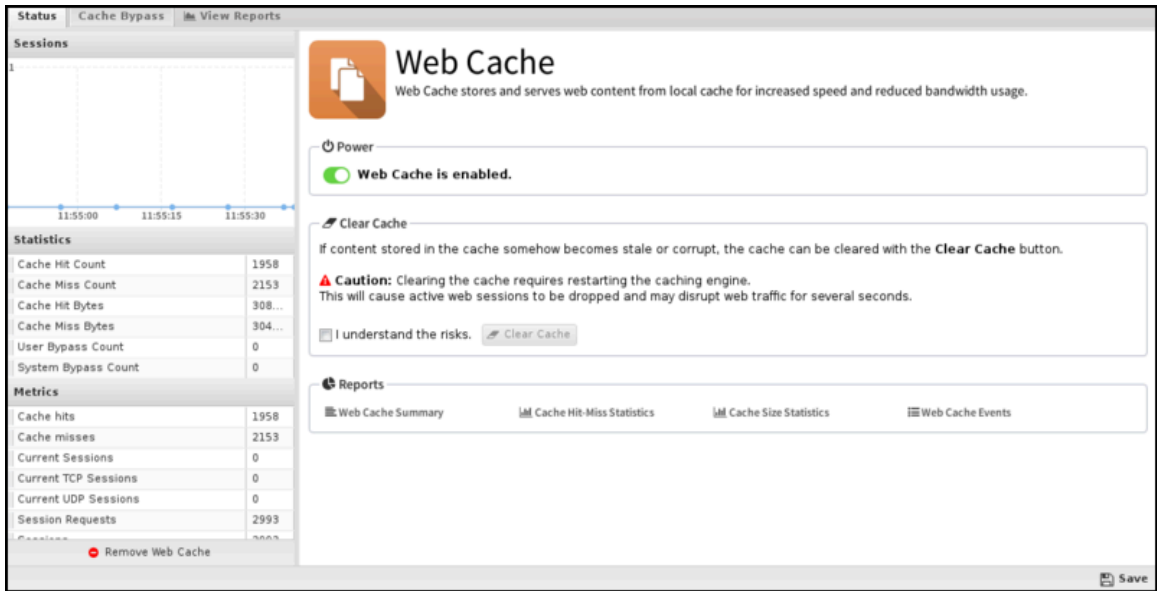 Status Cache Bypass View Reports
Sessions
1
11:55:00 11:55:15 11:55:30
Statistics
Cache Hit Count 1958
Cache Miss Count 2153
Cache Hit Bytes 308...
Cache Miss Bytes 304...
User Bypass Count 0
System Bypass Count 0
Metrics
Cache hits 1958
Cache misses 2153
Current Sessions 0
Current TCP Sessions 0
Current UDP Sessions 0
Session Requests 2993
Remove Web Cache
Web Cache
Web Cache stores and serves web content from local cache for increased speed and reduced bandwidth usage.
Power
Web Cache is enabled.
Clear Cache
If content stored in the cache somehow becomes stale or corrupt, the cache can be cleared with the Clear Cache button.
Caution: Clearing the cache requires restarting the caching engine.
This will cause active web sessions to be dropped and may disrupt web traffic for several seconds.
I understand the risks. Clear Cache
Reports
Web Cache Summary Cache Hit-Miss Statistics Cache Size Statistics Web Cache Events
Save